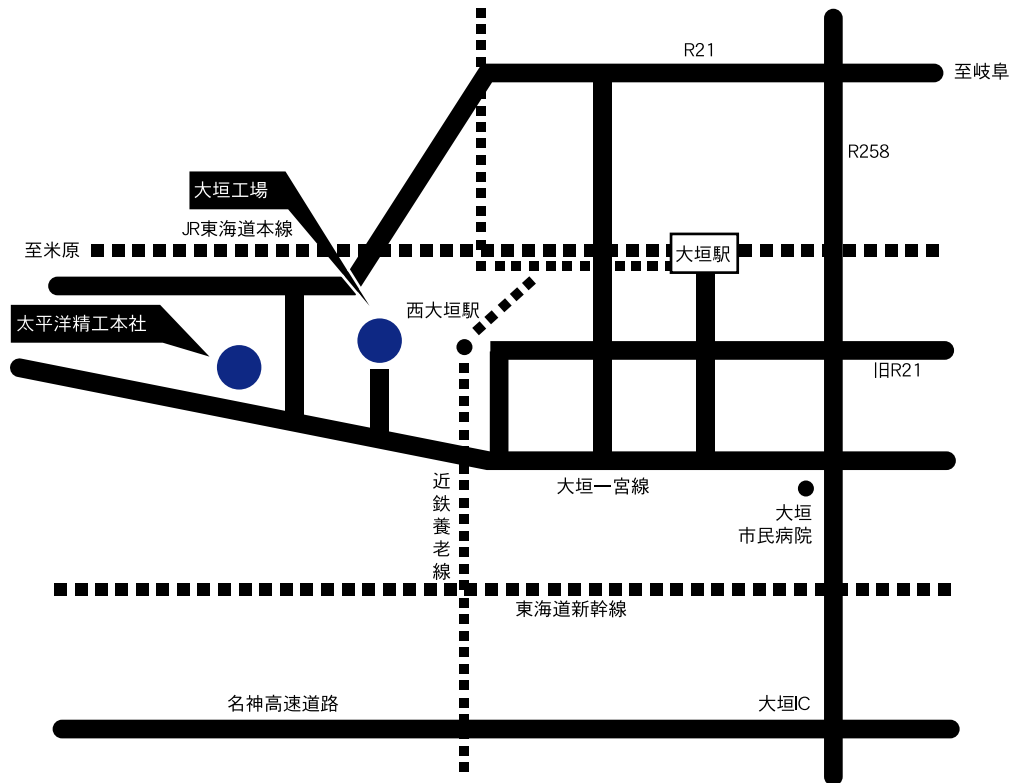 R21
至岐阜
R258
大垣工場
JR東海道本線
至米原
大垣駅
西大垣駅
太平洋精工本社
旧R21
大垣一宮線
近鉄養老線
大垣
市民病院
東海道新幹線
名神高速道路
大垣IC